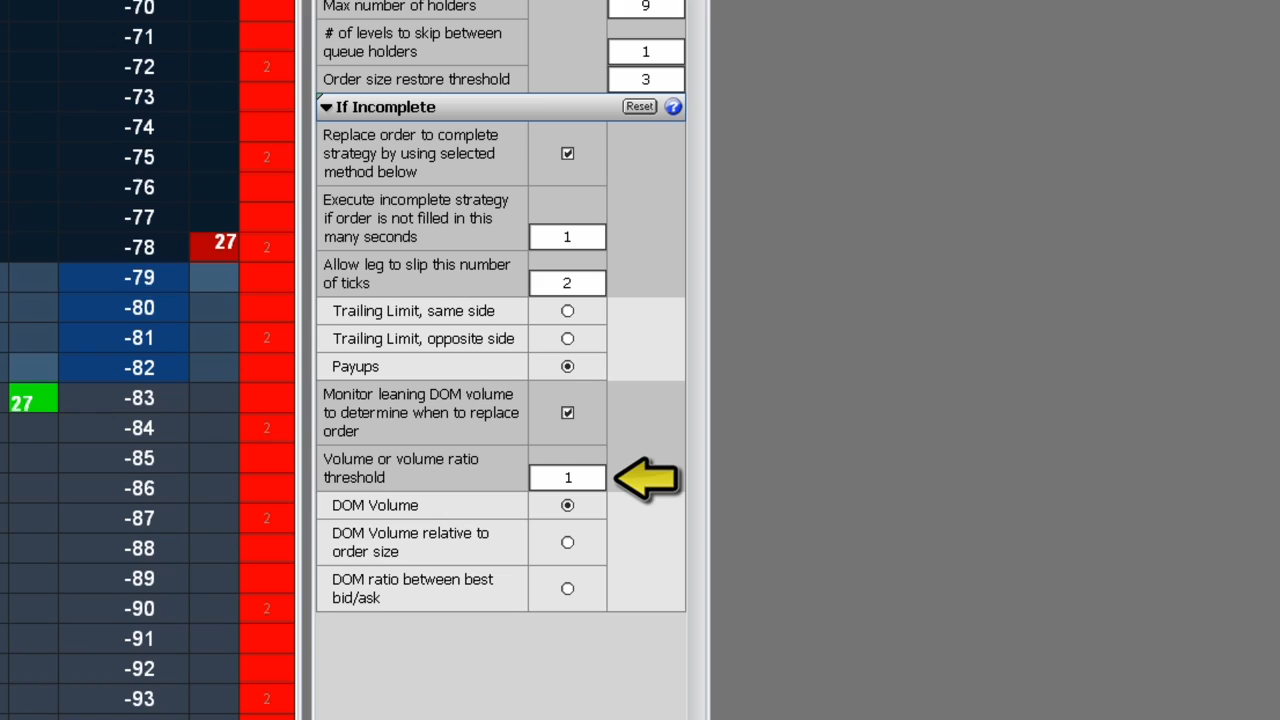 -70
-71
-72
-73
-74
-75
-76
-77
-78
-79
-80
-81
-82
-83
-84
-85
-86
-87
-88
-89
-90
-91
-92
-93
27
27
2
2
2
2
2
2
2
2
Max number of holders 9
# of levels to skip between
queue holders 1
Order size restore threshold 3
If Incomplete Reset ?
Replace order to complete
strategy by using selected
method below
Execute incomplete strategy
if order is not filled in this
many seconds 1
Allow leg to slip this number
of ticks 2
Trailing Limit, same side
Trailing Limit, opposite side
Payups
Monitor leaning DOM volume
to determine when to replace
order
Volume or volume ratio
threshold 1
DOM Volume
DOM Volume relative to
order size
DOM ratio between best
bid/ask